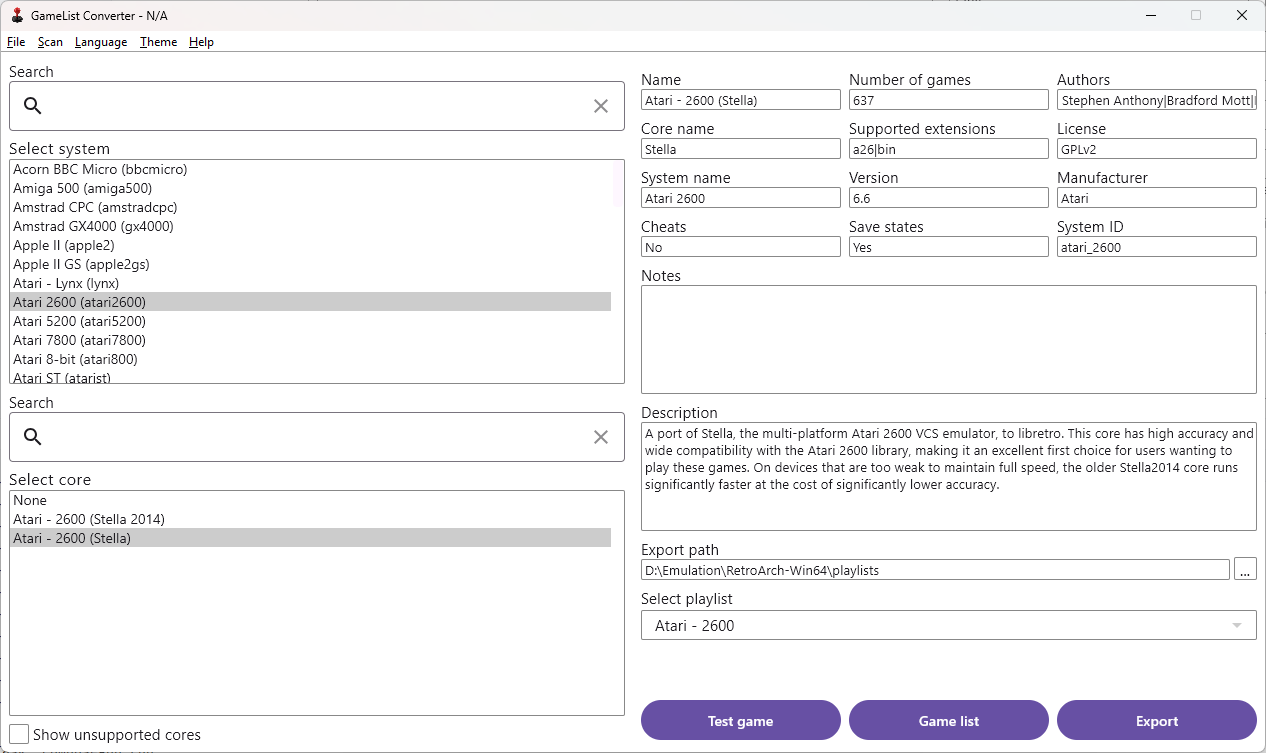 GameList Converter - N/A
File Scan Language Theme Help
Search
Select system
Acorn BBC Micro (bbcmicro)
Amiga 500 (amiga500)
Amstrad CPC (amstradcpc)
Amstrad GX4000 (gx4000)
Apple II (apple2)
Apple II GS (apple2gs)
Atari - Lynx (lynx)
Atari 2600 (atari2600)
Atari 5200 (atari5200)
Atari 7800 (atari7800)
Atari 8-bit (atari800)
Atari ST (atarist)
Search
Select core
None
Atari - 2600 (Stella 2014)
Atari - 2600 (Stella)
Show unsupported cores
Name Number of games Authors
Atari - 2600 (Stella) 637 Stephen Anthony|Bradford Mott|
Core name Supported extensions License
Stella a26|bin GPLv2
System name Version Manufacturer
Atari 2600 6.6 Atari
Cheats Save states System ID
No Yes atari_2600
Notes
Description
A port of Stella, the multi-platform Atari 2600 VCS emulator, to libretro. This core has high accuracy and
wide compatibility with the Atari 2600 library, making it an excellent first choice for users wanting to
play these games. On devices that are too weak to maintain full speed, the older Stella2014 core runs
significantly faster at the cost of significantly lower accuracy.
Export path
D:\Emulation\RetroArch-Win64\playlists ...
Select playlist
Atari - 2600
Test game Game list Export